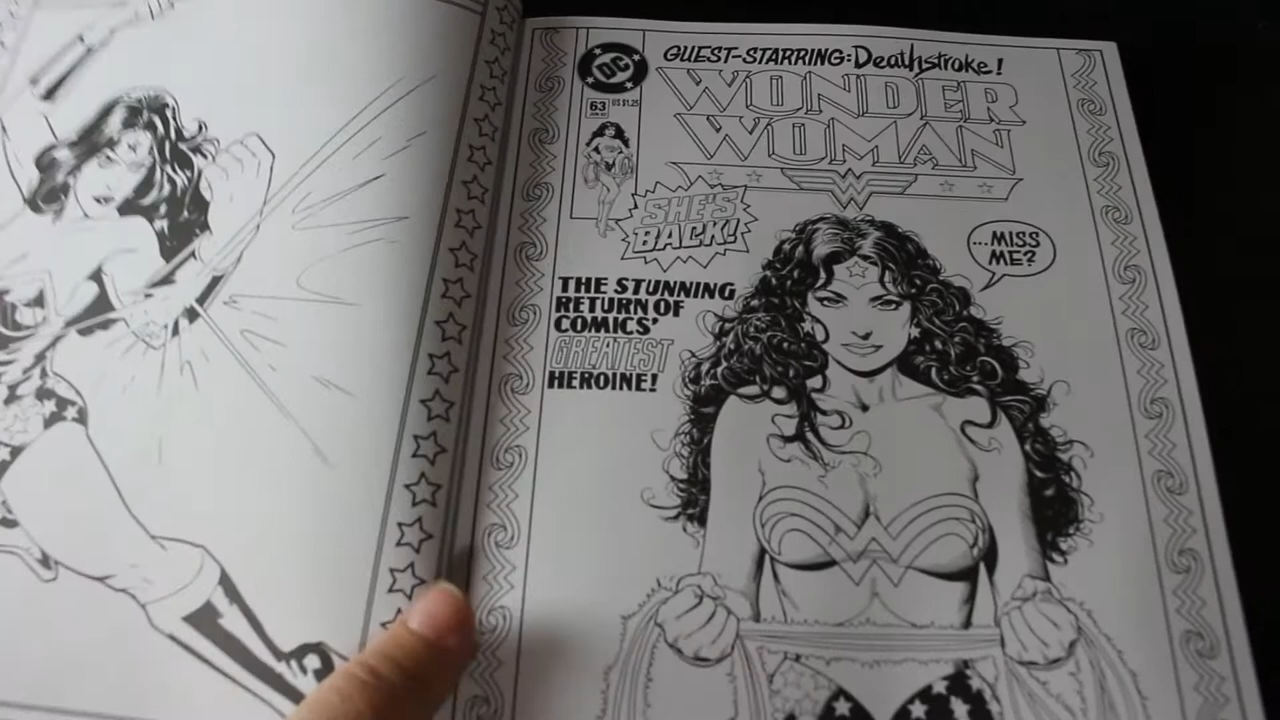 GUEST-STARRING: Deathstroke!
DC
WONDER
WOMAN
63
US $1.25
SHE'S
BACK!
...MISS
ME?
THE STUNNING
RETURN OF
COMICS'
GREATEST
HEROINE!